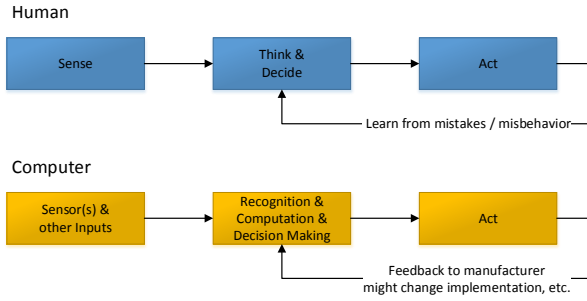 Human
Sense
Think &
Decide
Act
Learn from mistakes / misbehavior
Computer
Sensor(s) &
other Inputs
Recognition &
Computation &
Decision Making
Act
Feedback to manufacturer
might change implementation, etc.